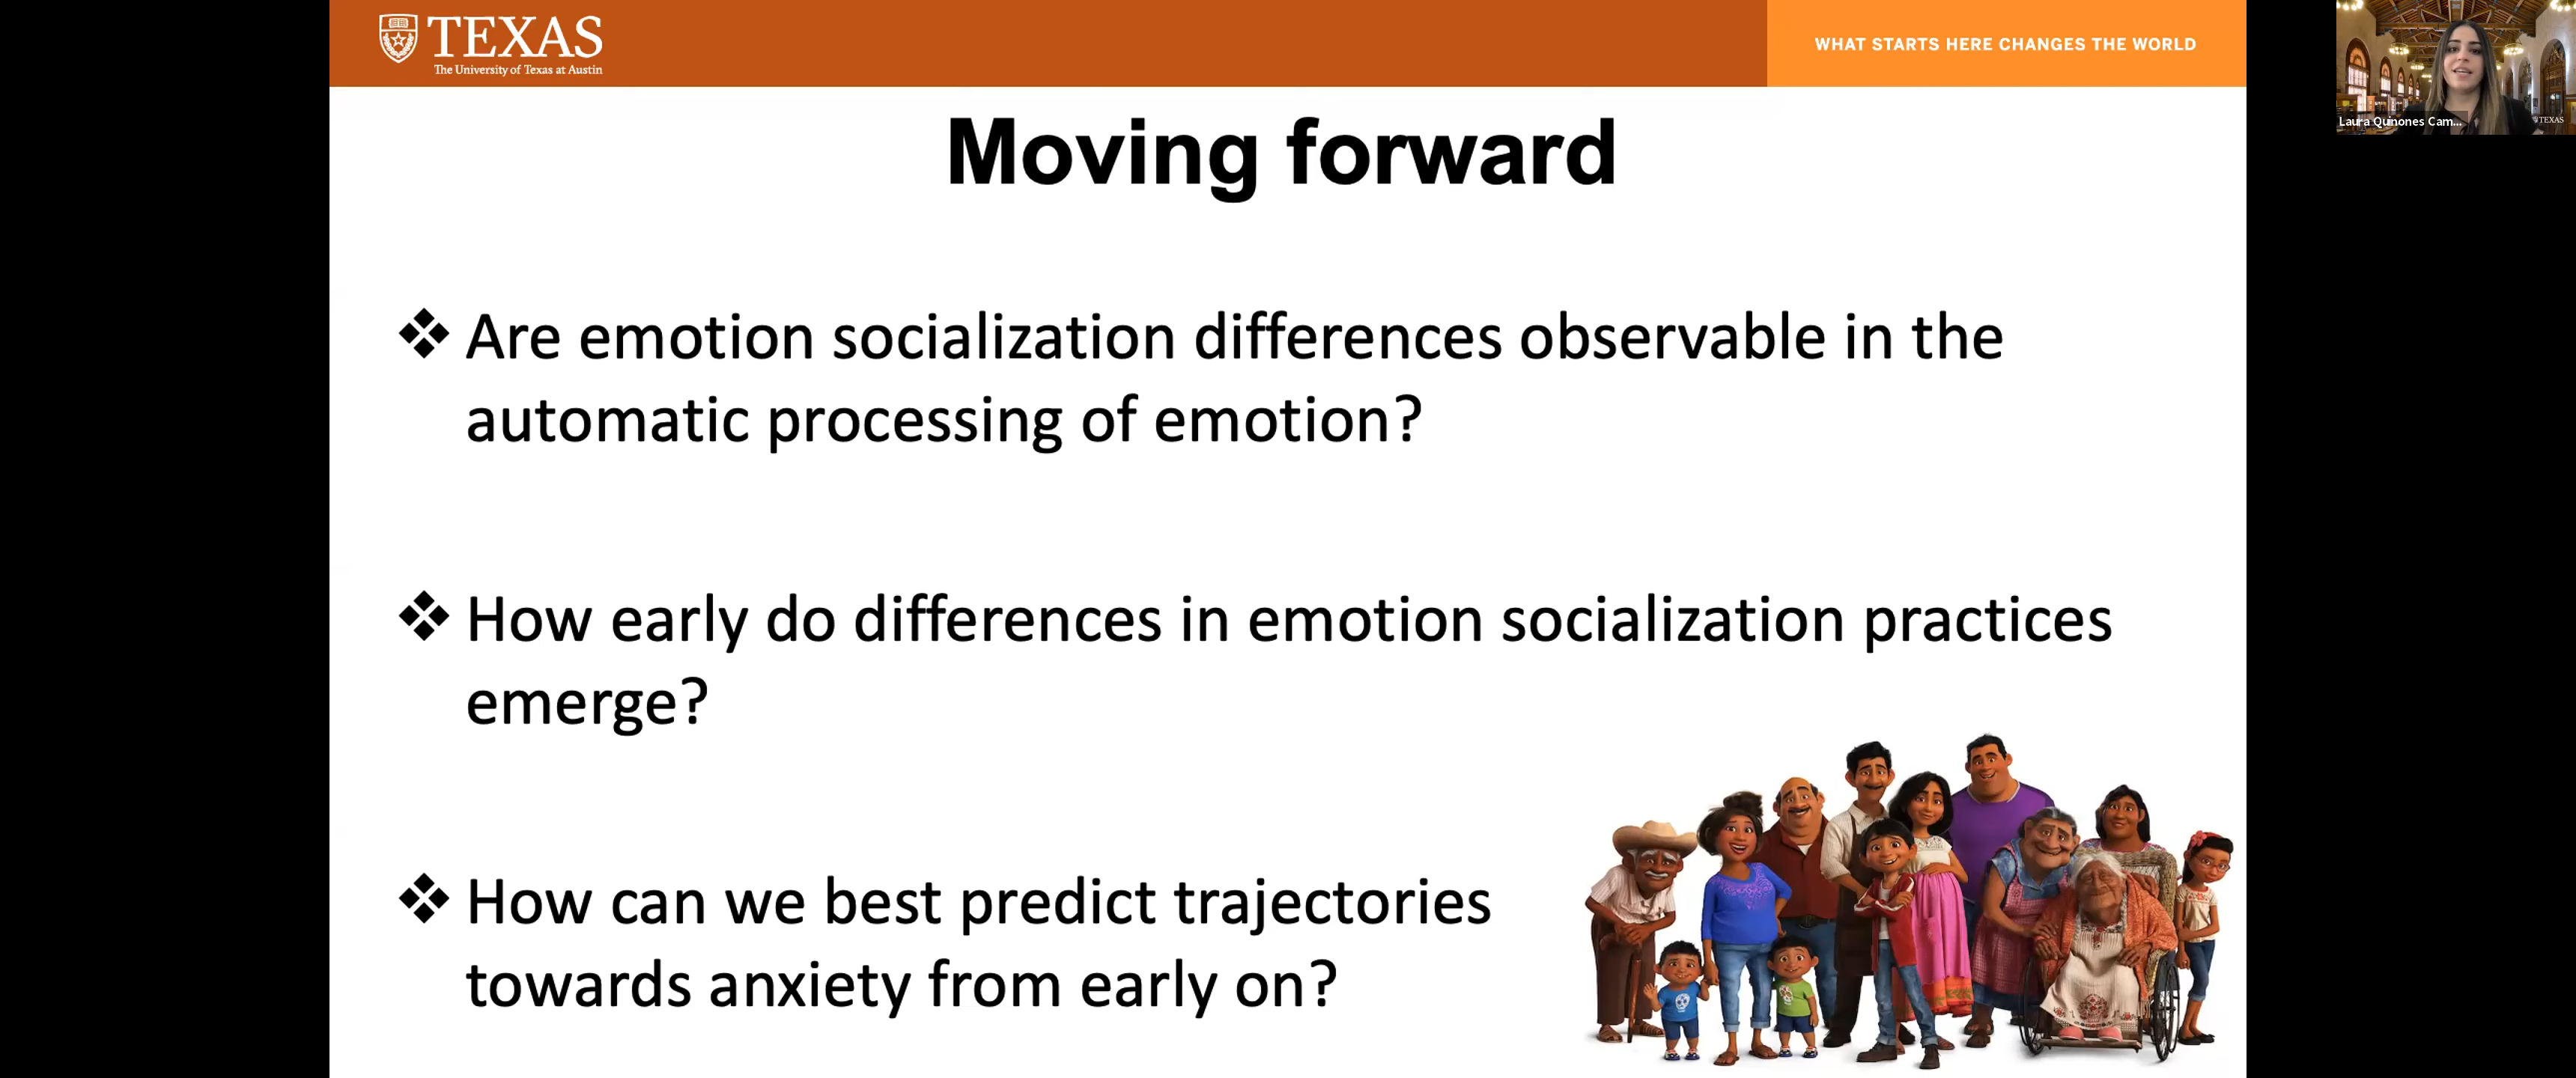 TEXAS
The University of Texas at Austin
WHAT STARTS HERE CHANGES THE WORLD
Laura Quinones Cam...
TEXAS
Moving forward
❖ Are emotion socialization differences observable in the
automatic processing of emotion?
❖ How early do differences in emotion socialization practices
emerge?
❖ How can we best predict trajectories
towards anxiety from early on?